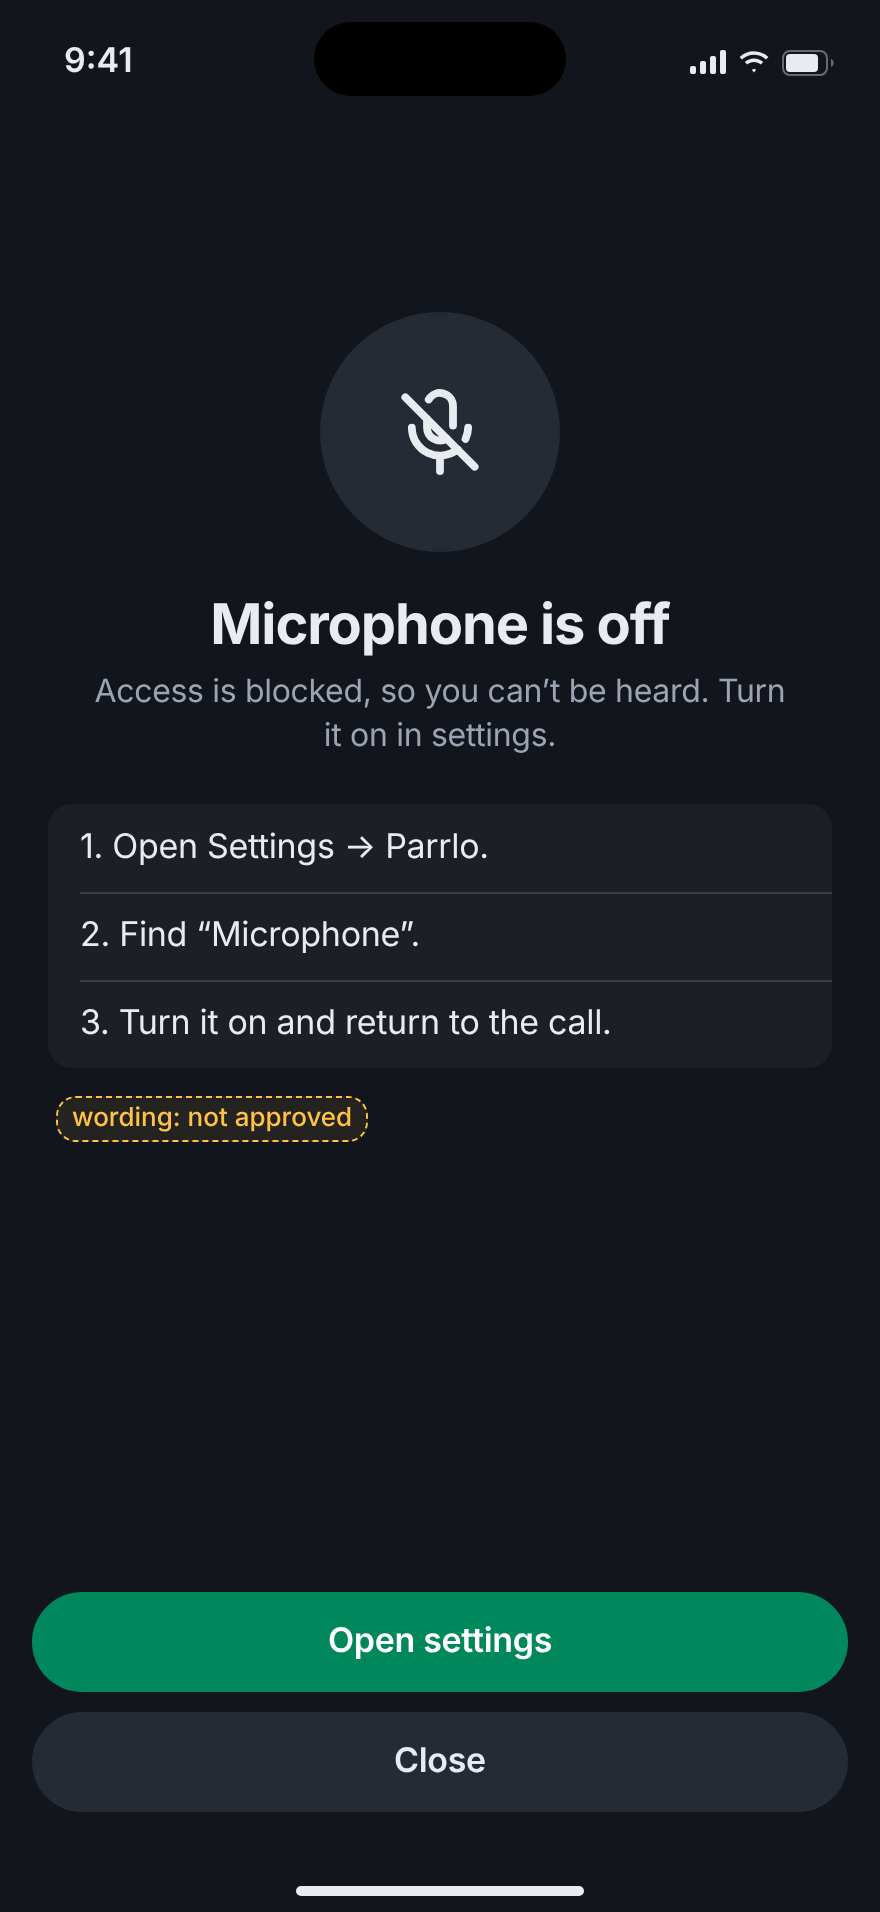 9:41
Microphone is off
Access is blocked, so you can’t be heard. Turn
it on in settings.
1. Open Settings → Parrlo.
2. Find “Microphone”.
3. Turn it on and return to the call.
wording: not approved
Open settings
Close